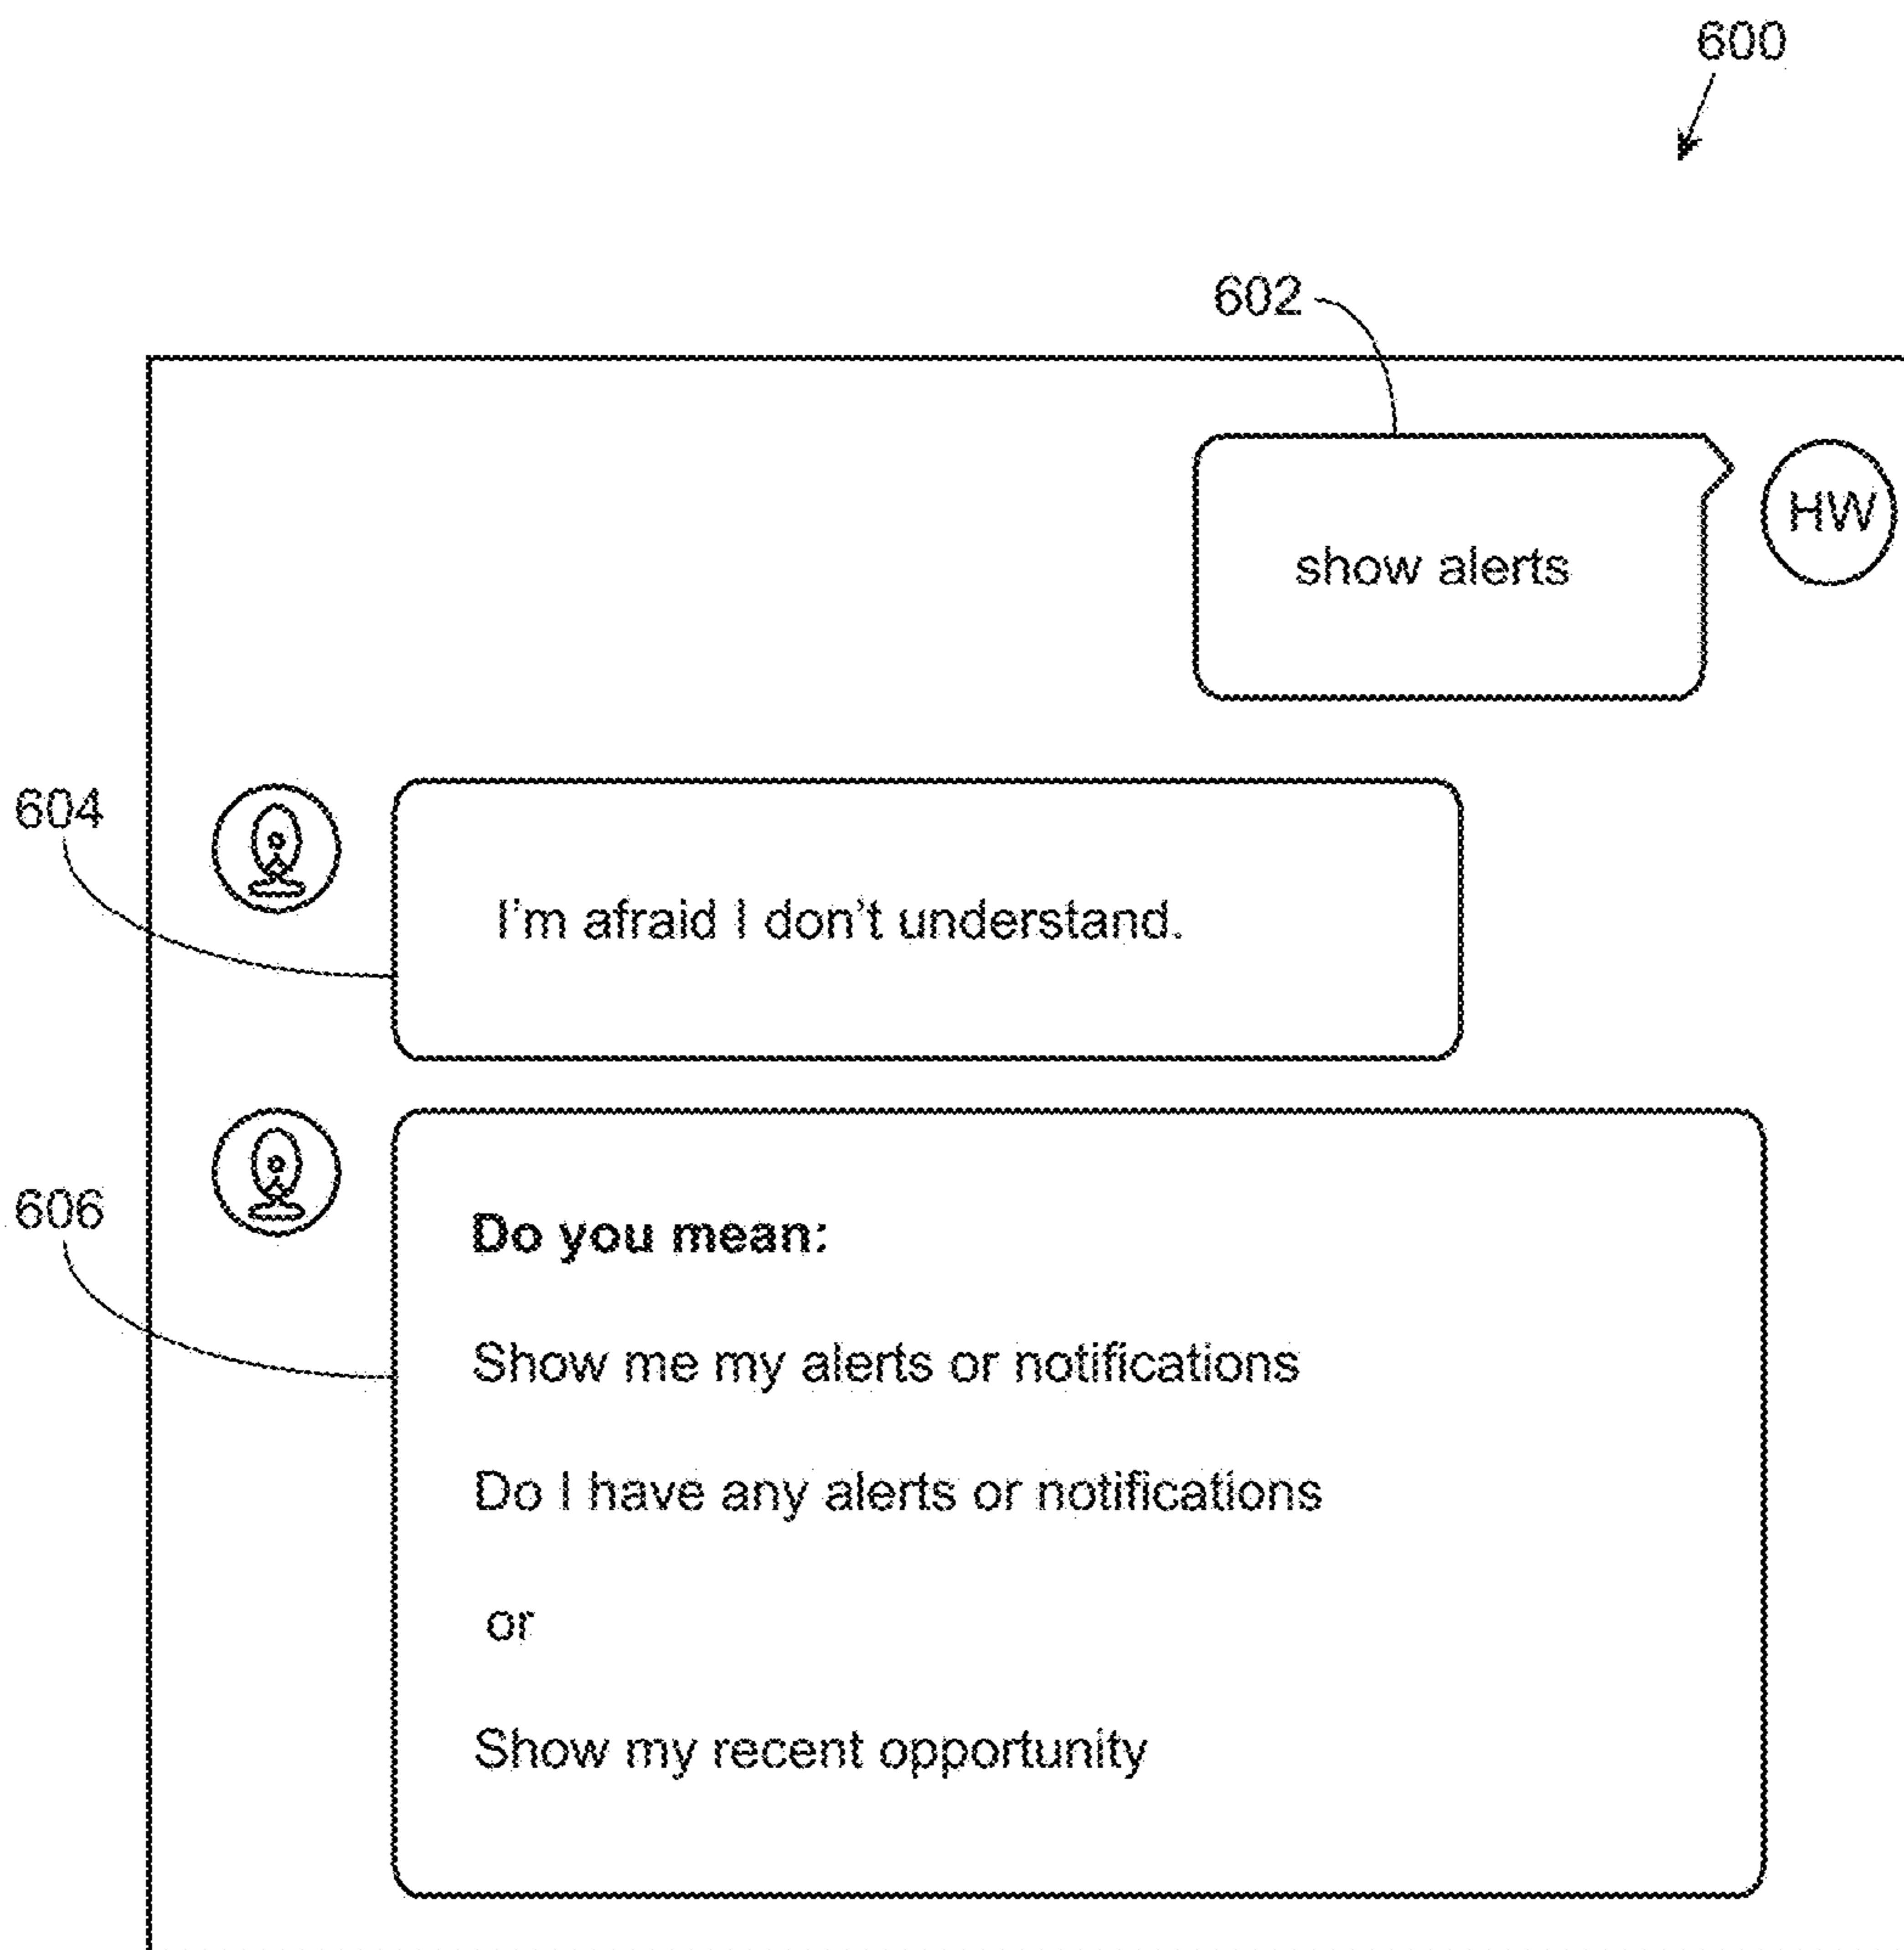 600
602
HW
show alerts
604
I'm afraid I don't understand.
606
Do you mean:
Show me my alerts or notifications
Do I have any alerts or notifications
or
Show my recent opportunity